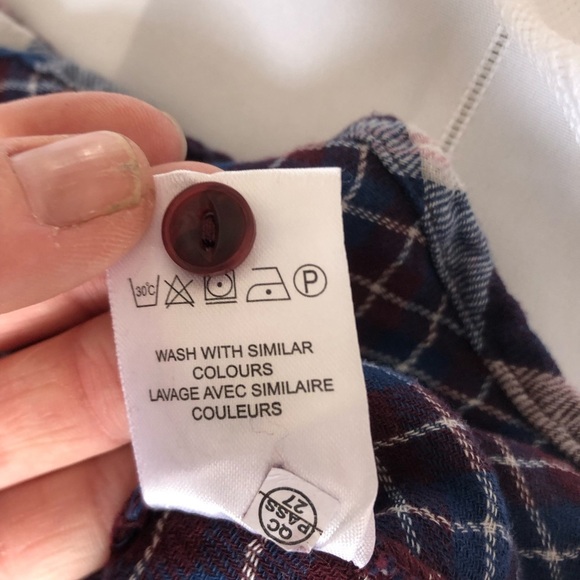 30°C P
WASH WITH SIMILAR
COLOURS
LAVAGE AVEC SIMILAIRE
COULEURS
QC
PASS
27